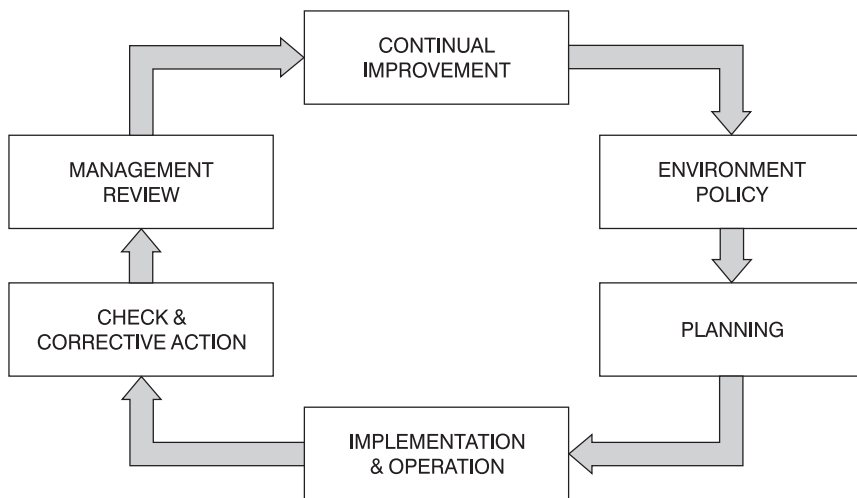 CONTINUAL
IMPROVEMENT
ENVIRONMENT
POLICY
PLANNING
IMPLEMENTATION
& OPERATION
CHECK &
CORRECTIVE ACTION
MANAGEMENT
REVIEW